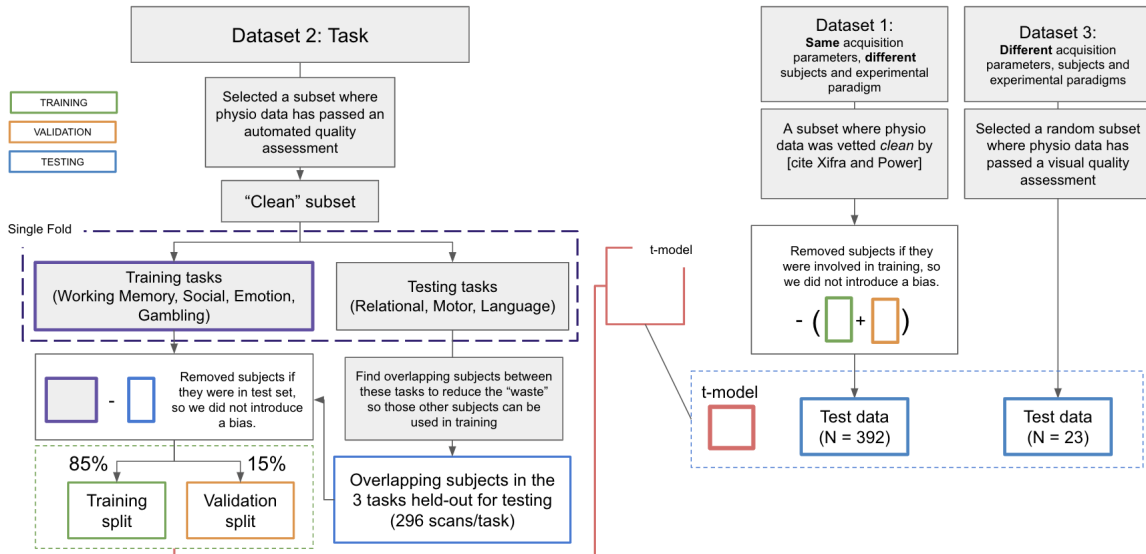 Dataset 2: Task
Selected a subset where
physio data has passed an
automated quality
assessment
TRAINING
VALIDATION
TESTING
“Clean” subset
Single Fold
Training tasks
(Working Memory, Social, Emotion,
Gambling)
Testing tasks
(Relational, Motor, Language)
-
Removed subjects if
they were in test set,
so we did not introduce
a bias.
Find overlapping subjects between
these tasks to reduce the “waste”
so those other subjects can be
used in training
85%
15%
Training
split
Validation
split
Overlapping subjects in the
3 tasks held-out for testing
(296 scans/task)
t-model
Dataset 1:
Same acquisition
parameters, different
subjects and experimental
paradigm
A subset where physio
data was vetted clean by
[cite Xifra and Power]
Removed subjects if they
were involved in training, so
we did not introduce a bias.
- ( + )
Dataset 3:
Different acquisition
parameters, subjects and
experimental paradigms
Selected a random subset
where physio data has
passed a visual quality
assessment
t-model
Test data
(N = 392)
Test data
(N = 23)